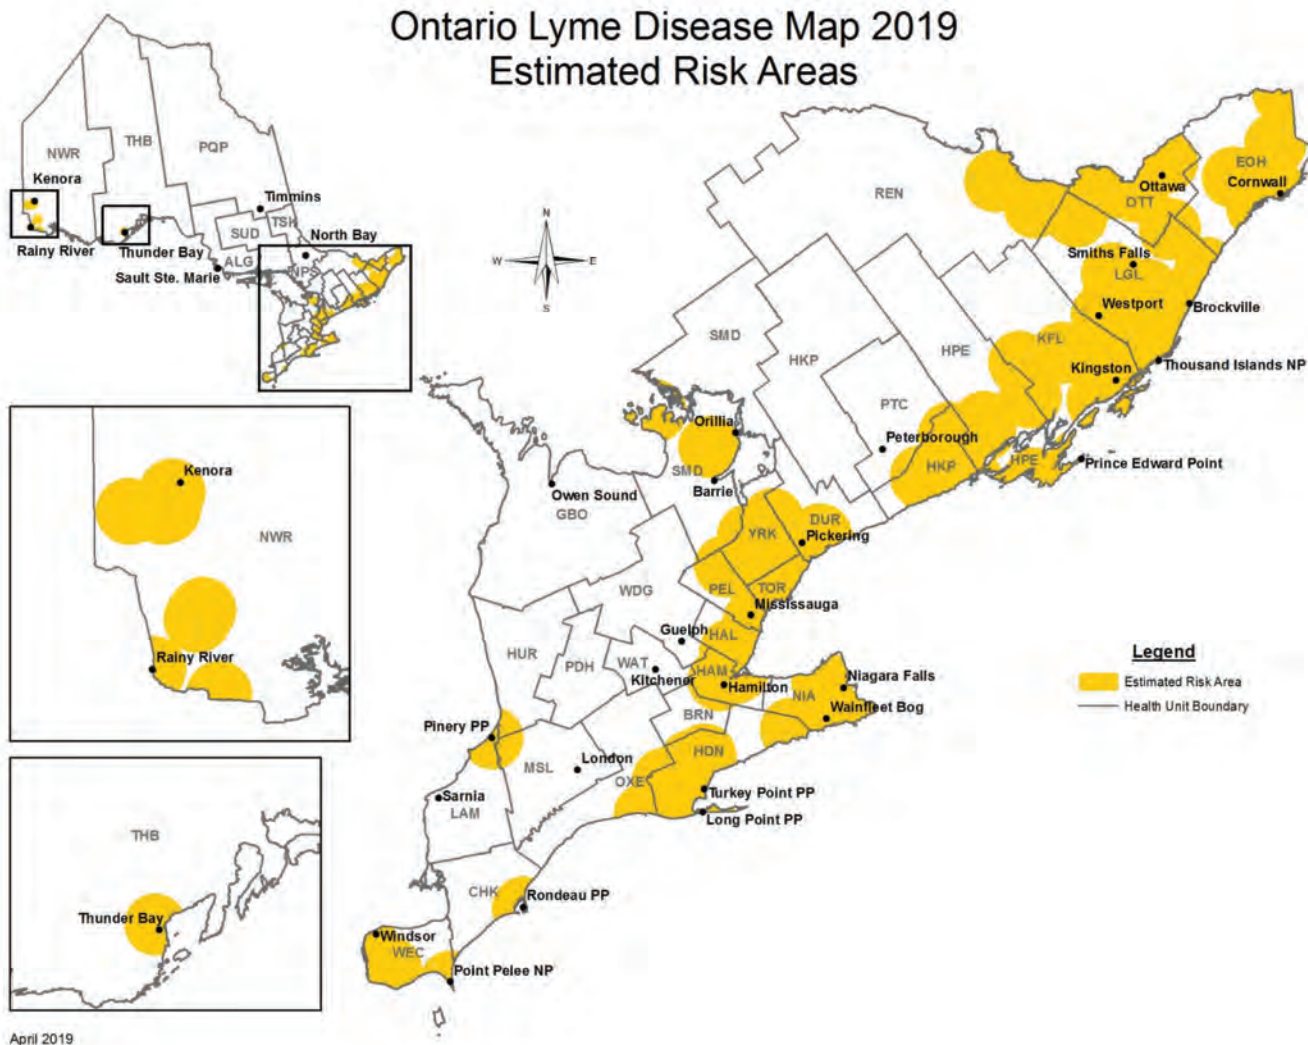 Ontario Lyme Disease Map 2019
Estimated Risk Areas
NWR
THB
PQP
Kenora
Timmins
TSK
SUD
North Bay
Rainy River
Thunder Bay
ALG
NPS
Sault Ste. Marie
N
W
E
S
REN
EOH
Ottawa
Cornwall
OTT
Smiths Falls
LGL
Westport
Brockville
SMD
HKP
HPE
KFL
Kingston
Thousand Islands NP
PTC
Orillia
Peterborough
SMD
HKP
HPE
Prince Edward Point
Barrie
Owen Sound
GBO
DUR
YRK
Pickering
WDG
PEL
TOR
Mississauga
Guelph
HAL
HUR
PDH
WAT
Kitchener
HAM
Hamilton
NIA
Niagara Falls
Wainfleet Bog
BRN
Pinery PP
HDN
MSL
London
OXE
Turkey Point PP
Sarnia
LAM
Long Point PP
CHK
Rondeau PP
Windsor
WEC
Point Pelee NP
Kenora
NWR
Rainy River
THB
Thunder Bay
Legend
Estimated Risk Area
Health Unit Boundary
April 2019